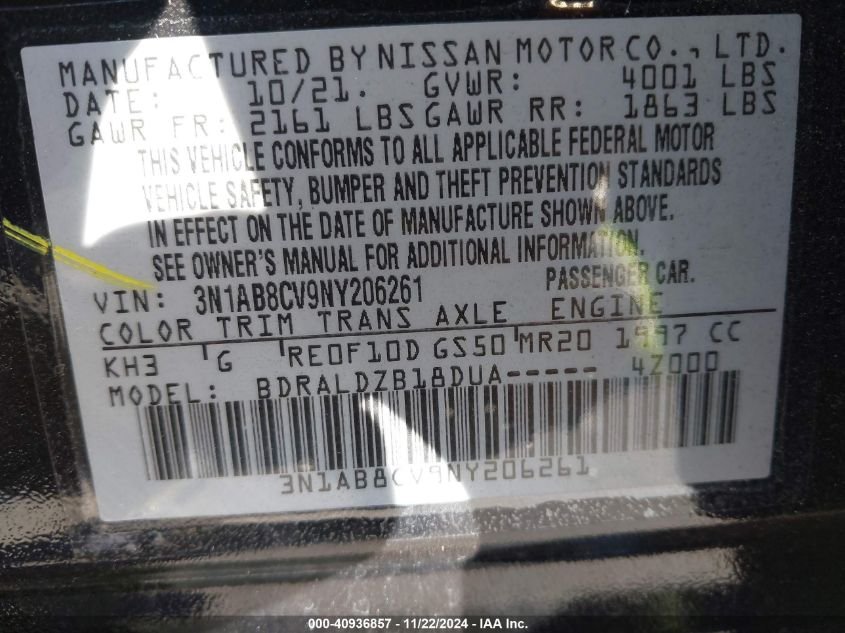 MANUFACTURED BY NISSAN MOTOR CO., LTD.
DATE: 10/21. GVWR: 4001 LBS
GAWR FR: 2161 LBS GAWR RR: 1863 LBS
THIS VEHICLE CONFORMS TO ALL APPLICABLE FEDERAL MOTOR
VEHICLE SAFETY, BUMPER AND THEFT PREVENTION STANDARDS
IN EFFECT ON THE DATE OF MANUFACTURE SHOWN ABOVE.
SEE OWNER'S MANUAL FOR ADDITIONAL INFORMATION.
VIN: 3N1AB8CV9NY206261 PASSENGER CAR.
COLOR TRIM TRANS AXLE ENGINE
KH3 G RE0F10D GS50 MR20 1997 CC
MODEL: BDRALDZB18DUA----- 4Z000
3N1AB8CV9NY206261
000-40936857 - 11/22/2024 - IAA Inc.